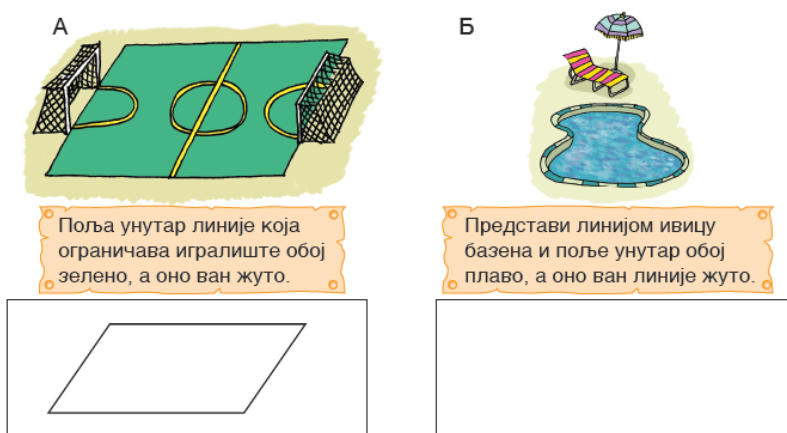 А
Поља унутар линије која
ограничава игралиште обој
зелено, а оно ван жуто.
Б
Представи линијом ивицу
базена и поље унутар обој
плаво, а оно ван линије жуто.